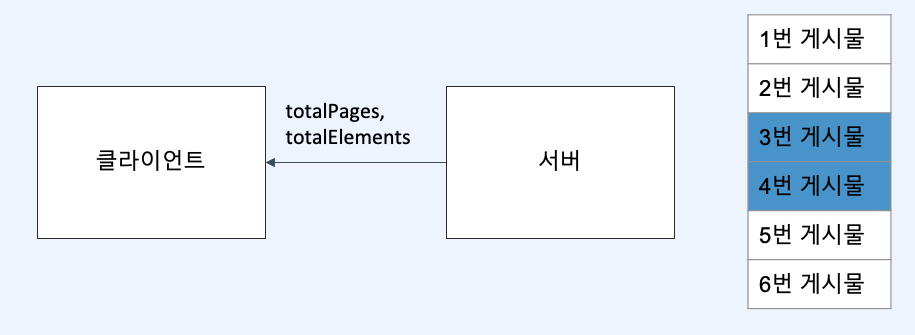 클라이언트
totalPages,
totalElements
서버
1번 게시물
2번 게시물
3번 게시물
4번 게시물
5번 게시물
6번 게시물